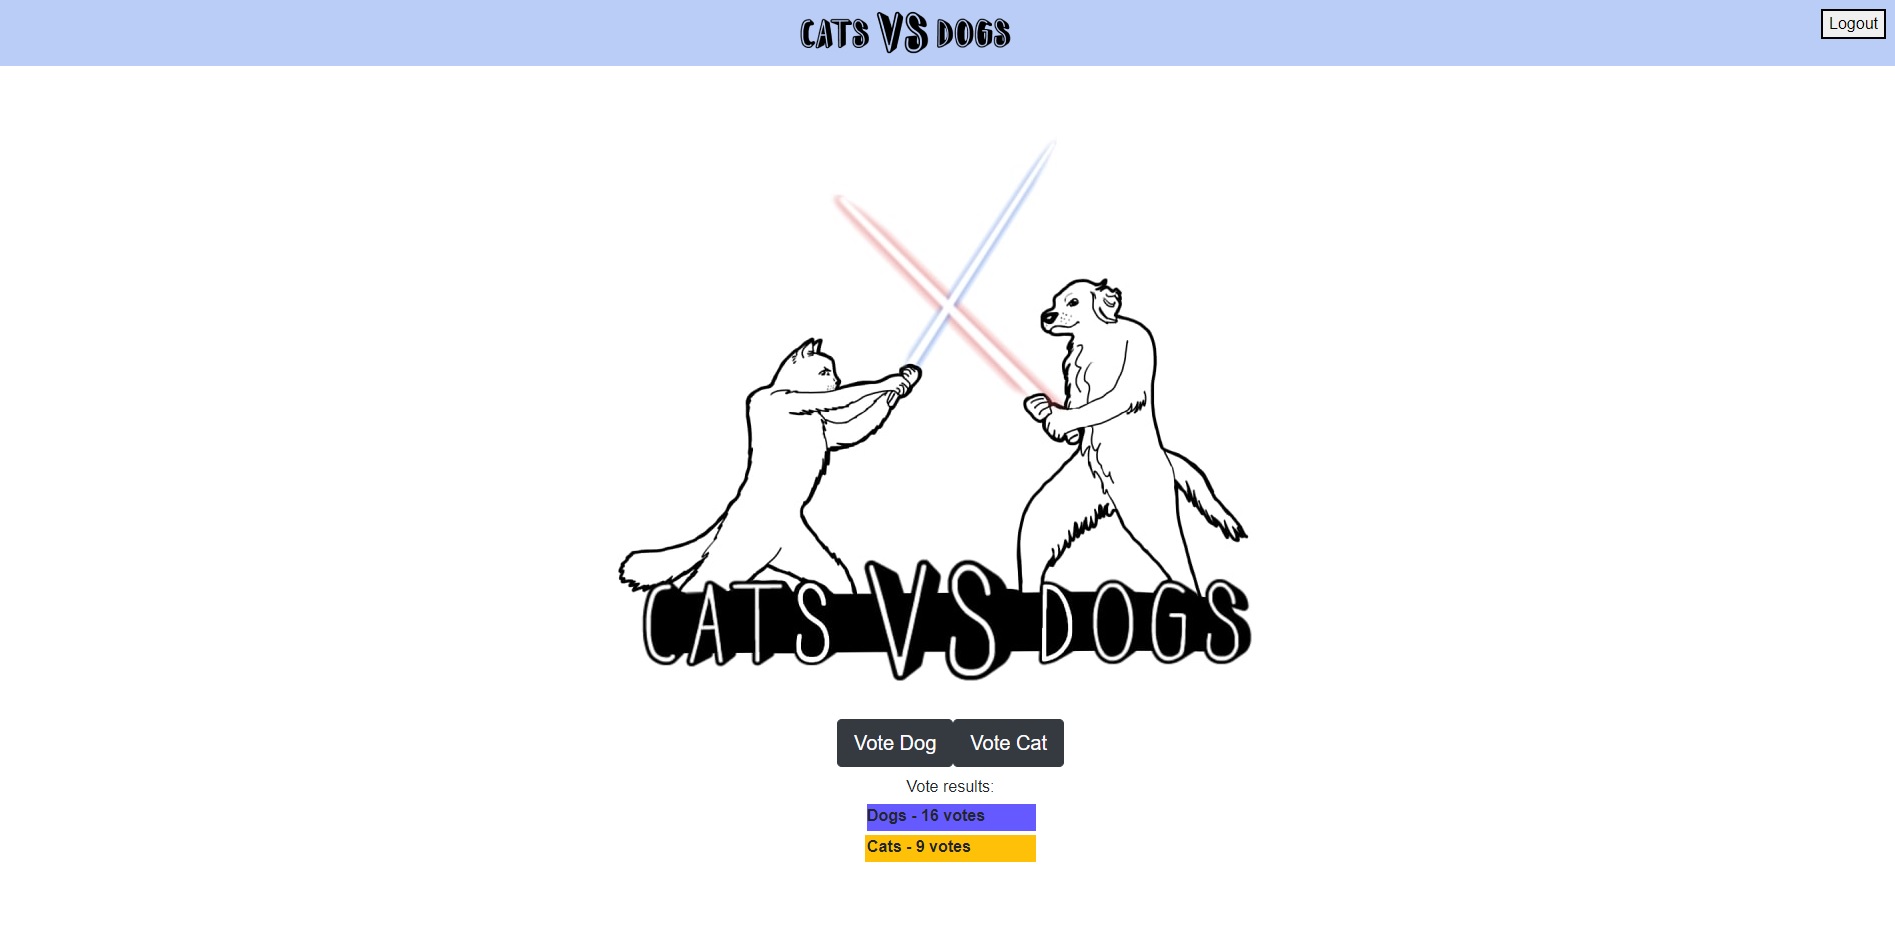 CATS VS DOGS
Logout
CATS VS DOGS
Vote Dog
Vote Cat
Vote results:
Dogs - 16 votes
Cats - 9 votes